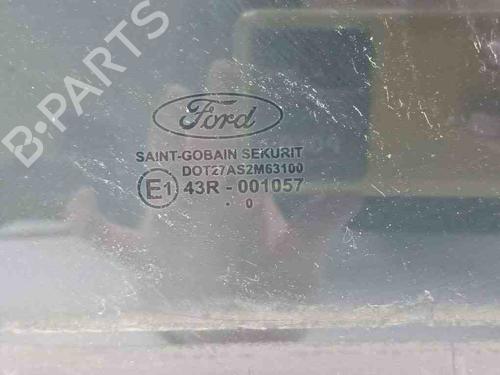 B-PARTS
Ford
SAINT-GOBAIN SEKURIT
DOT27AS2M63100
E1 43R - 001057
. 0